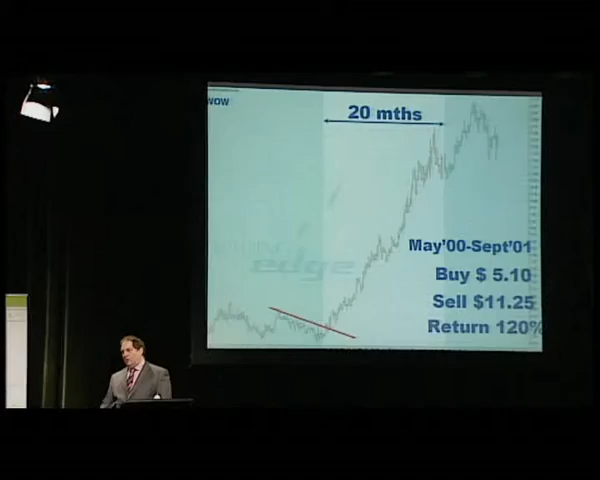 WOW
20 mths
edge
May'00-Sept'01
Buy $ 5.10
Sell $11.25
Return 120%